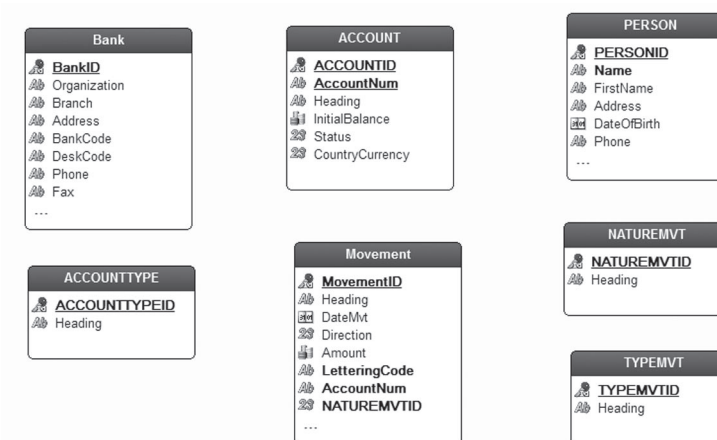 Bank
BankID
Organization
Branch
Address
BankCode
DeskCode
Phone
Fax
...
ACCOUNT
ACCOUNTID
AccountNum
Heading
InitialBalance
Status
CountryCurrency
PERSON
PERSONID
Name
FirstName
Address
DateOfBirth
Phone
...
ACCOUNTTYPE
ACCOUNTTYPEID
Heading
Movement
MovementID
Heading
DateMvt
Direction
Amount
LetteringCode
AccountNum
NATUREMVTID
...
NATUREMVT
NATUREMVTID
Heading
TYPEMVT
TYPEMVTID
Heading